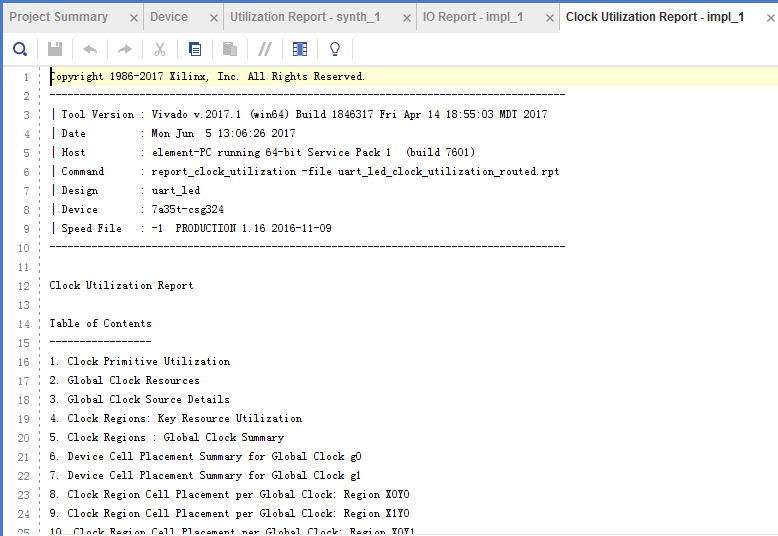 Project Summary Device Utilization Report - synth_1 IO Report - impl_1 Clock Utilization Report - impl_1
1 Copyright 1986-2017 Xilinx, Inc. All Rights Reserved.
2 --------------------------------------------------------------------------------------
3 | Tool Version : Vivado v.2017.1 (win64) Build 1846317 Fri Apr 14 18:55:03 MDT 2017
4 | Date : Mon Jun 5 13:06:26 2017
5 | Host : element-PC running 64-bit Service Pack 1 (build 7601)
6 | Command : report_clock_utilization -file uart_led_clock_utilization_routed.rpt
7 | Design : uart_led
8 | Device : 7a35t-csg324
9 | Speed File : -1 PRODUCTION 1.16 2016-11-09
10 --------------------------------------------------------------------------------------
11
12 Clock Utilization Report
13
14 Table of Contents
15 -----------------
16 1. Clock Primitive Utilization
17 2. Global Clock Resources
18 3. Global Clock Source Details
19 4. Clock Regions: Key Resource Utilization
20 5. Clock Regions : Global Clock Summary
21 6. Device Cell Placement Summary for Global Clock g0
22 7. Device Cell Placement Summary for Global Clock g1
23 8. Clock Region Cell Placement per Global Clock: Region X0Y0
24 9. Clock Region Cell Placement per Global Clock: Region X1Y0
25 10. Clock Region Cell Placement per Global Clock: Region X0Y1